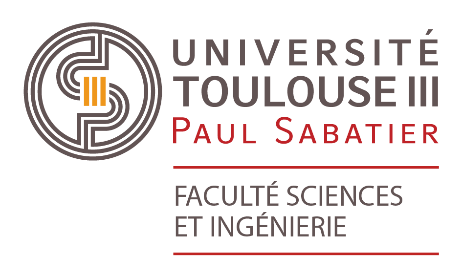 UNIVERSITÉ
TOULOUSE III
PAUL SABATIER
FACULTÉ SCIENCES
ET INGÉNIERIE